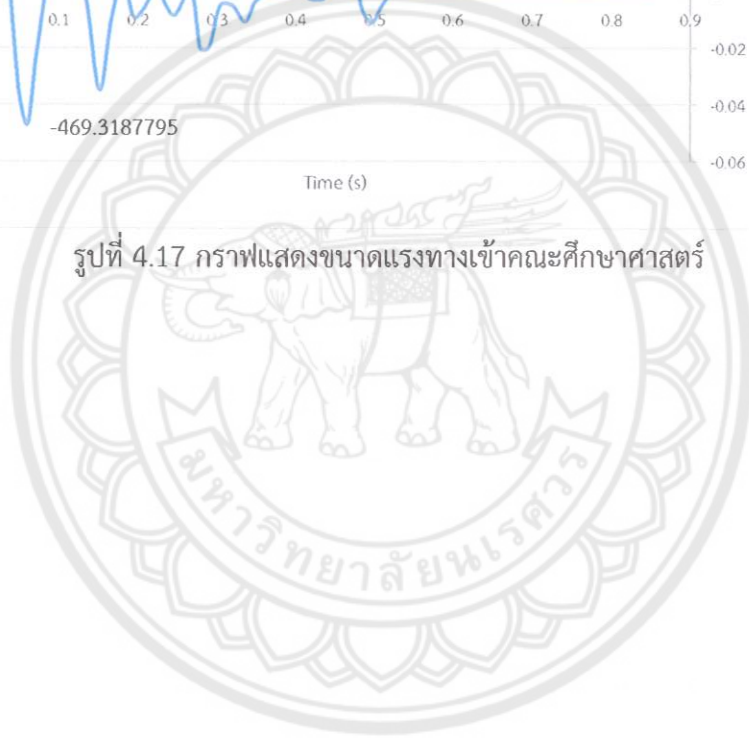 0.1 0.2 0.3 0.4 0.5 0.6 0.7 0.8 0.9
-0.02
-0.04
-469.3187795
-0.06
Time (s)
รูปที่ 4.17 กราฟแสดงขนาดแรงทางเข้าคณะศึกษาศาสตร์
มหาวิทยาลัยนเรศวร